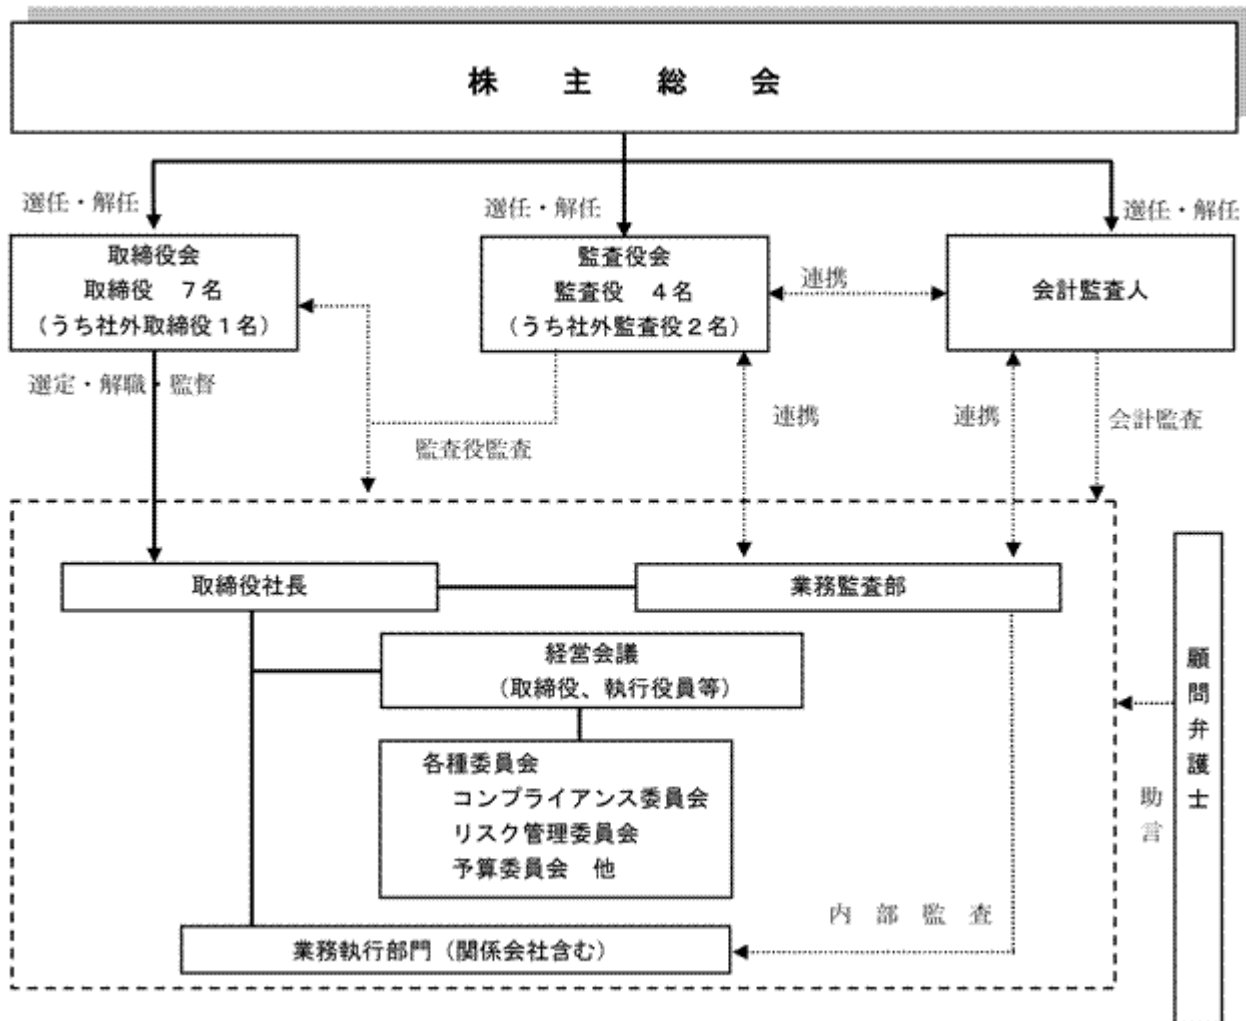 株 主 総 会
選任・解任
選任・解任
選任・解任
取締役会
取締役 7名
(うち社外取締役1名)
監査役会
監査役 4名
(うち社外監査役2名)
連携
会計監査人
選定・解職・監督
監査役監査
連携
連携
会計監査
取締役社長
業務監査部
経営会議
(取締役、執行役員等)
各種委員会
コンプライアンス委員会
リスク管理委員会
予算委員会 他
内 部 監 査
業務執行部門(関係会社含む)
助言
顧問弁護士